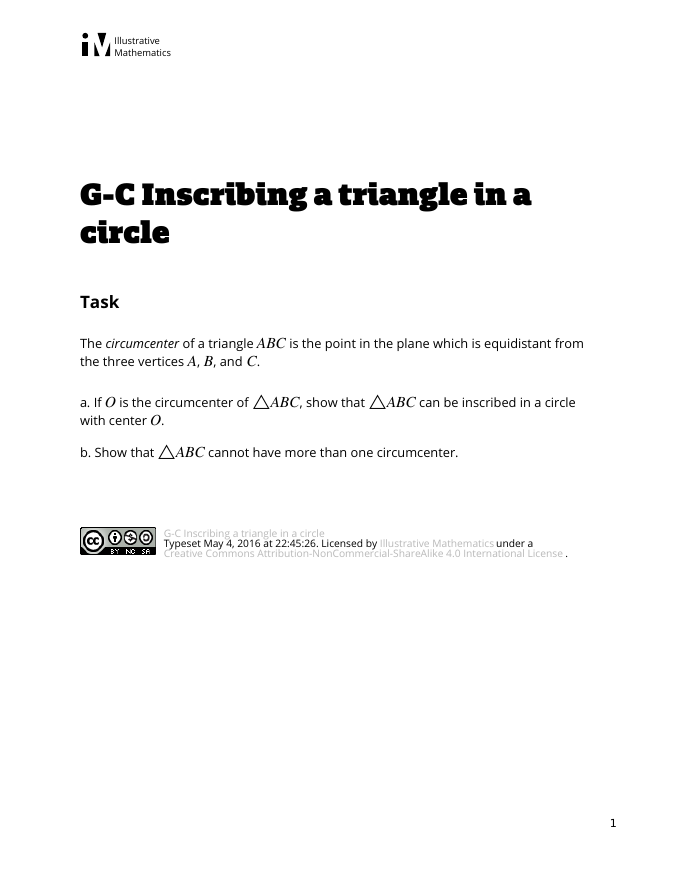 Illustrative
Mathematics
G-C Inscribing a triangle in a
circle
Task
The circumcenter of a triangle ABC is the point in the plane which is equidistant from
the three vertices A, B, and C.
a. If O is the circumcenter of △ABC, show that △ABC can be inscribed in a circle
with center O.
b. Show that △ABC cannot have more than one circumcenter.
G-C Inscribing a triangle in a circle
Typeset May 4, 2016 at 22:45:26. Licensed by Illustrative Mathematics under a
Creative Commons Attribution-NonCommercial-ShareAlike 4.0 International License .
cc BY NC SA
1